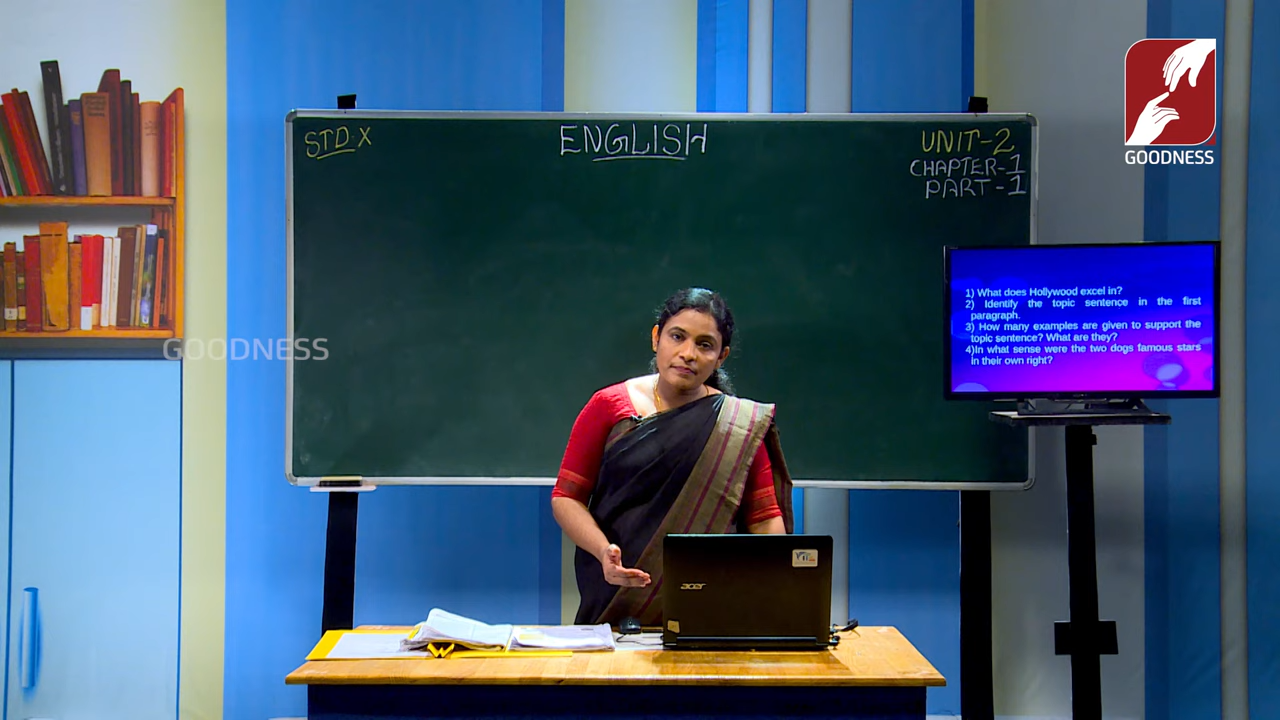 STD-X
ENGLISH
UNIT-2
CHAPTER-1
PART-1
GOODNESS
1) What does Hollywood excel in?
2) Identify the topic sentence in the first
paragraph.
3) How many examples are given to support the
topic sentence? What are they?
4)In what sense were the two dogs famous stars
in their own right?
GOODNESS
acer